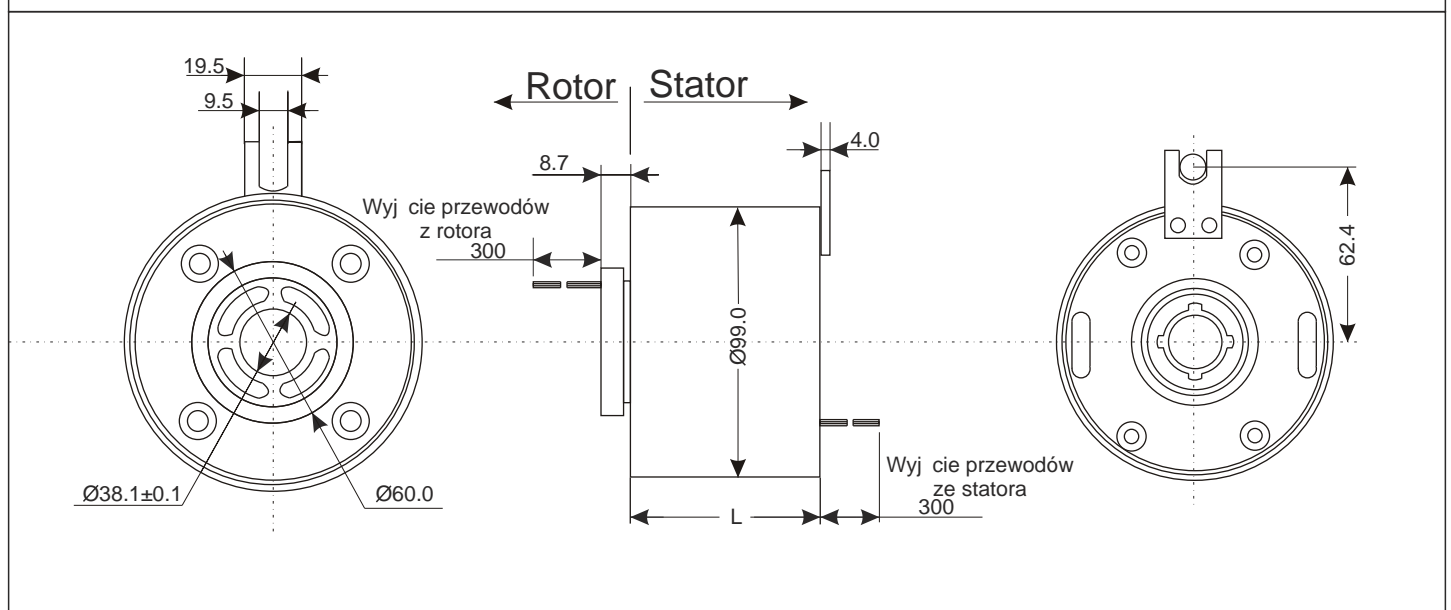 19.5
9.5
Ø38.1±0.1
Ø60.0
Rotor Stator
8.7
4.0
Wyj cie przewodów
z rotora
300
Ø99.0
L
Wyj cie przewodów
ze statora
300
62.4